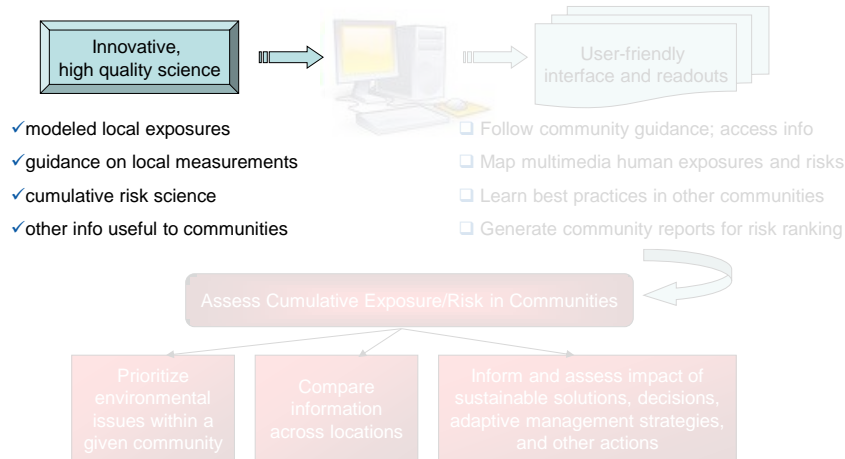 Innovative,
high quality science
User-friendly
interface and readouts
✓modeled local exposures
✓guidance on local measurements
✓cumulative risk science
✓other info useful to communities
❑ Follow community guidance; access info
❑ Map multimedia human exposures and risks
❑ Learn best practices in other communities
❑ Generate community reports for risk ranking
Assess Cumulative Exposure/Risk in Communities
Prioritize
environmental
issues within a
given community
Compare
information
across locations
Inform and assess impact of
sustainable solutions, decisions,
adaptive management strategies,
and other actions